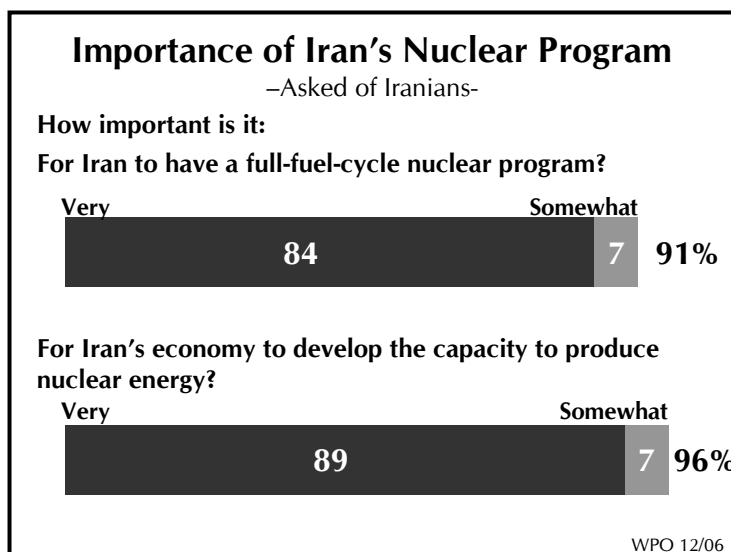 Importance of Iran’s Nuclear Program
–Asked of Iranians-
How important is it:
For Iran to have a full-fuel-cycle nuclear program?
Very Somewhat
84 7 91%
For Iran’s economy to develop the capacity to produce
nuclear energy?
Very Somewhat
89 7 96%
WPO 12/06